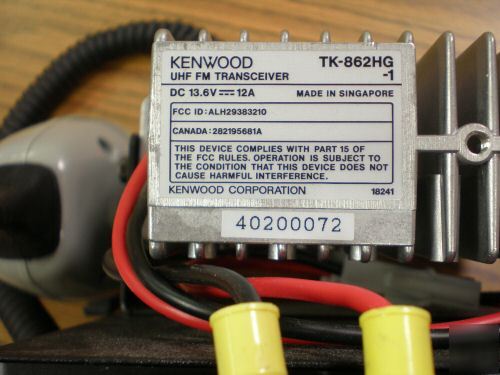 KENWOOD TK-862HG
UHF FM TRANSCEIVER -1
DC 13.6V 12A MADE IN SINGAPORE
FCC ID: ALH29383210
CANADA: 282195681A
THIS DEVICE COMPLIES WITH PART 15 OF
THE FCC RULES. OPERATION IS SUBJECT TO
THE CONDITION THAT THIS DEVICE DOES NOT
CAUSE HARMFUL INTERFERENCE.
KENWOOD CORPORATION 18241
40200072